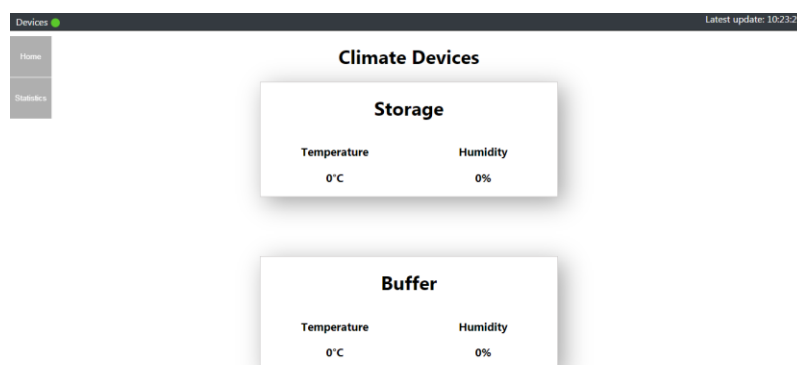 Devices
Latest update: 10:23:2
Home
Statistics
Climate Devices
Storage
Temperature Humidity
0°C 0%
Buffer
Temperature Humidity
0°C 0%